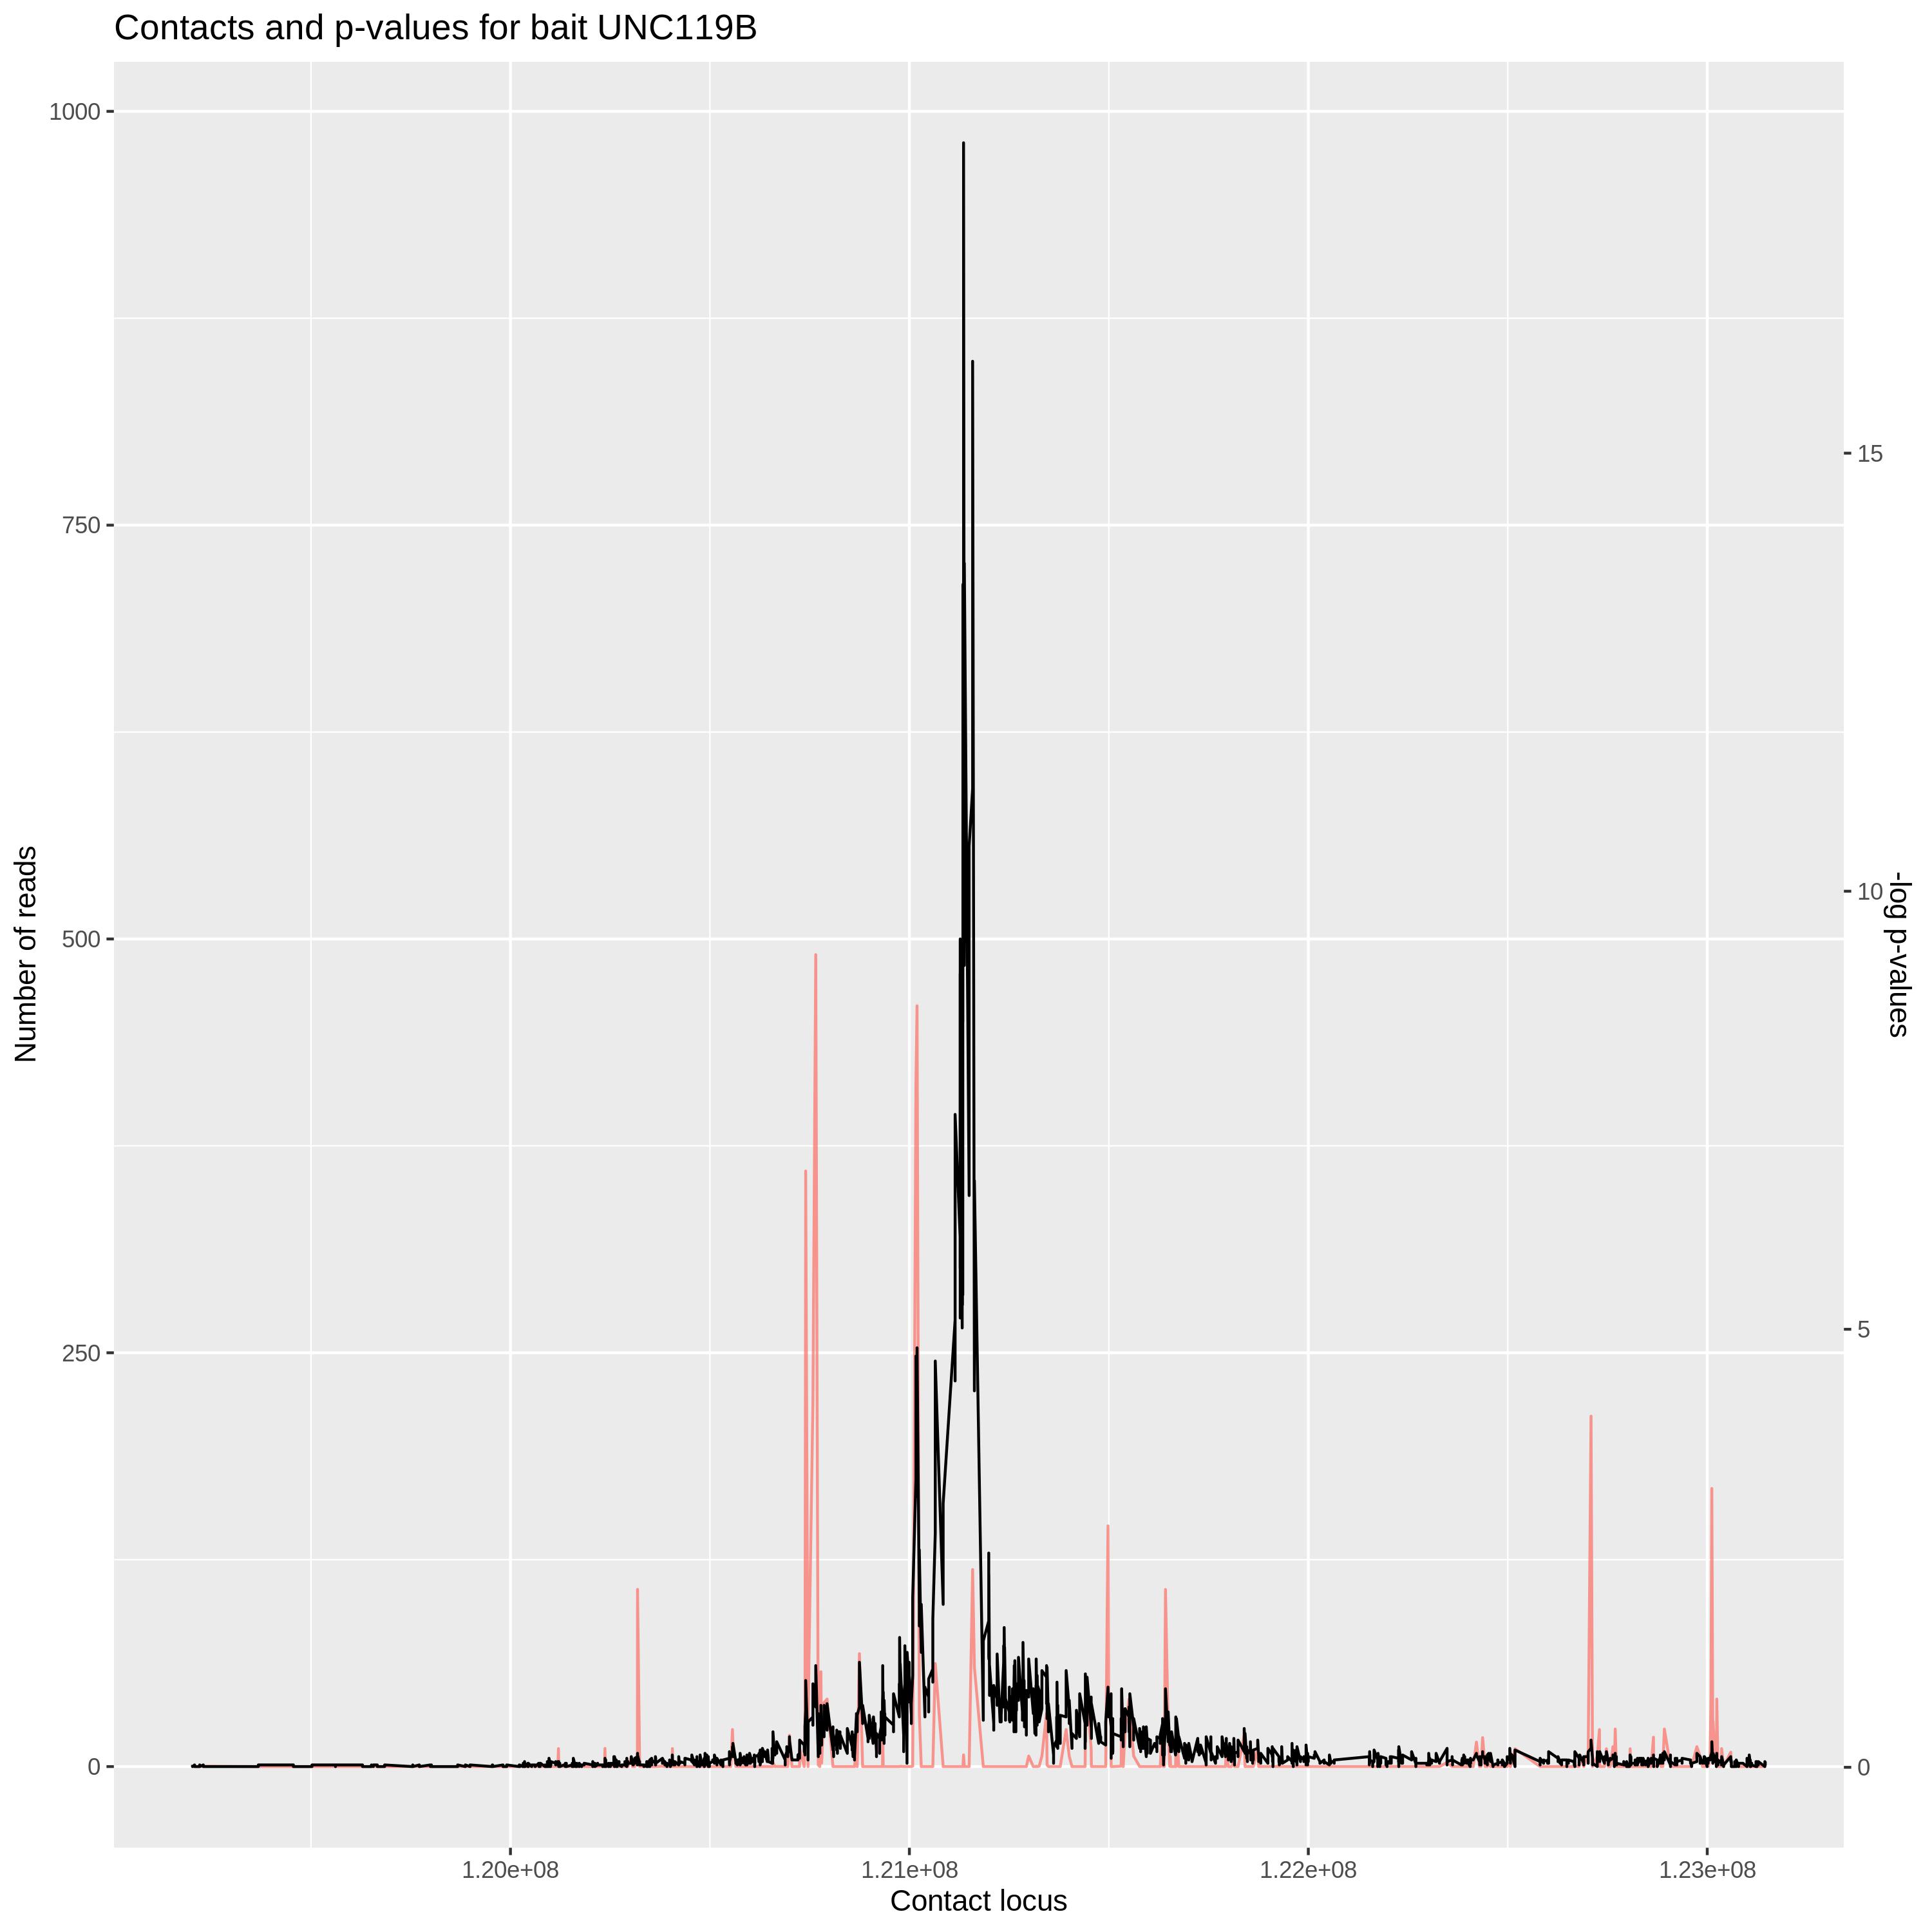 Contacts and p-values for bait UNC119B
1000
750
500
250
0
Number of reads
15
10
5
0
-log p-values
1.20e+08
1.21e+08
1.22e+08
1.23e+08
Contact locus